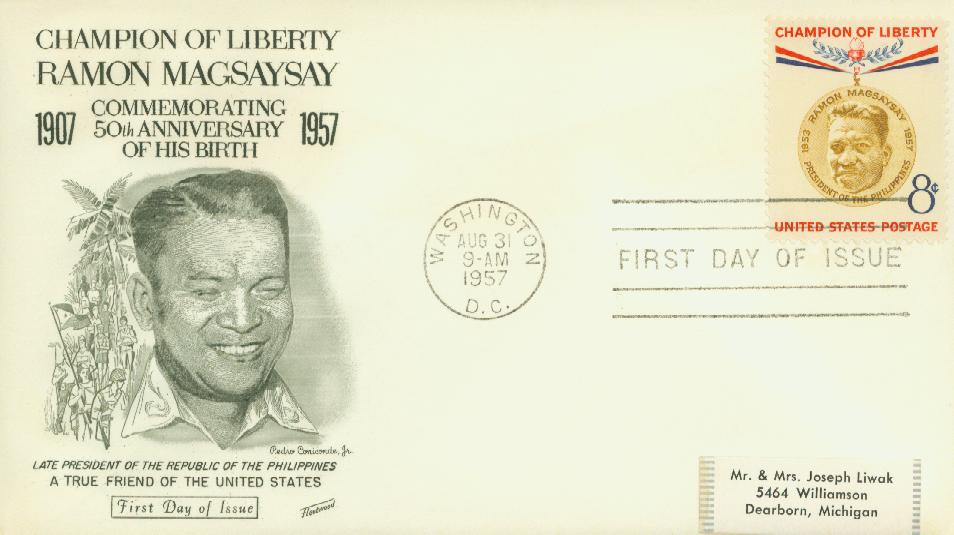 CHAMPION OF LIBERTY
RAMON MAGSAYSAY
1907 COMMEMORATING 1957
50th ANNIVERSARY
OF HIS BIRTH
Pedro Coniconde, Jr.
LATE PRESIDENT OF THE REPUBLIC OF THE PHILIPPINES
A TRUE FRIEND OF THE UNITED STATES
First Day of Issue
Fleetwood
WASHINGTON
AUG 31
9-AM
1957
D.C.
CHAMPION OF LIBERTY
RAMON MAGSAYSAY
1953 1957
PRESIDENT OF THE PHILIPPINES
8¢
UNITED STATES POSTAGE
FIRST DAY OF ISSUE
Mr. & Mrs. Joseph Liwak
5464 Williamson
Dearborn, Michigan